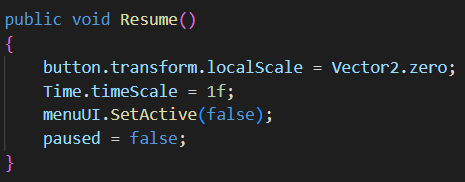 public void Resume()
{
    button.transform.localScale = Vector2.zero;
    Time.timeScale = 1f;
    menuUI.SetActive(false);
    paused = false;
}